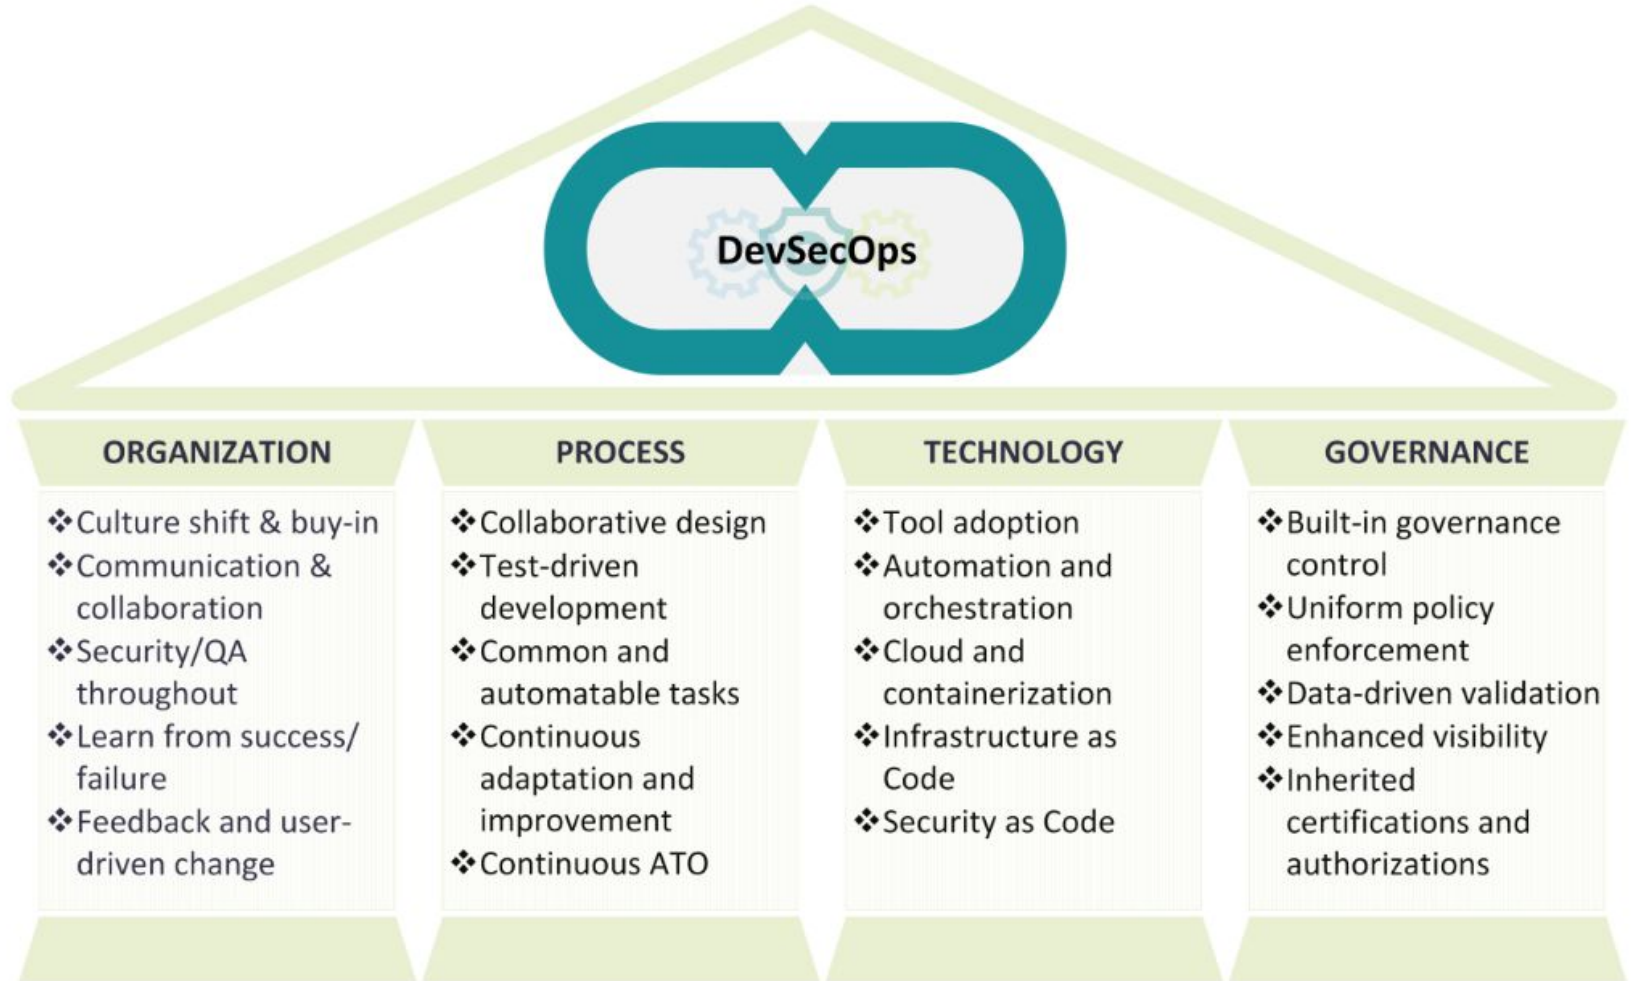 DevSecOps
ORGANIZATION
❖Culture shift & buy-in
❖Communication &
collaboration
❖Security/QA
throughout
❖Learn from success/
failure
❖Feedback and user-
driven change
PROCESS
❖Collaborative design
❖Test-driven
development
❖Common and
automatable tasks
❖Continuous
adaptation and
improvement
❖Continuous ATO
TECHNOLOGY
❖Tool adoption
❖Automation and
orchestration
❖Cloud and
containerization
❖Infrastructure as
Code
❖Security as Code
GOVERNANCE
❖Built-in governance
control
❖Uniform policy
enforcement
❖Data-driven validation
❖Enhanced visibility
❖Inherited
certifications and
authorizations